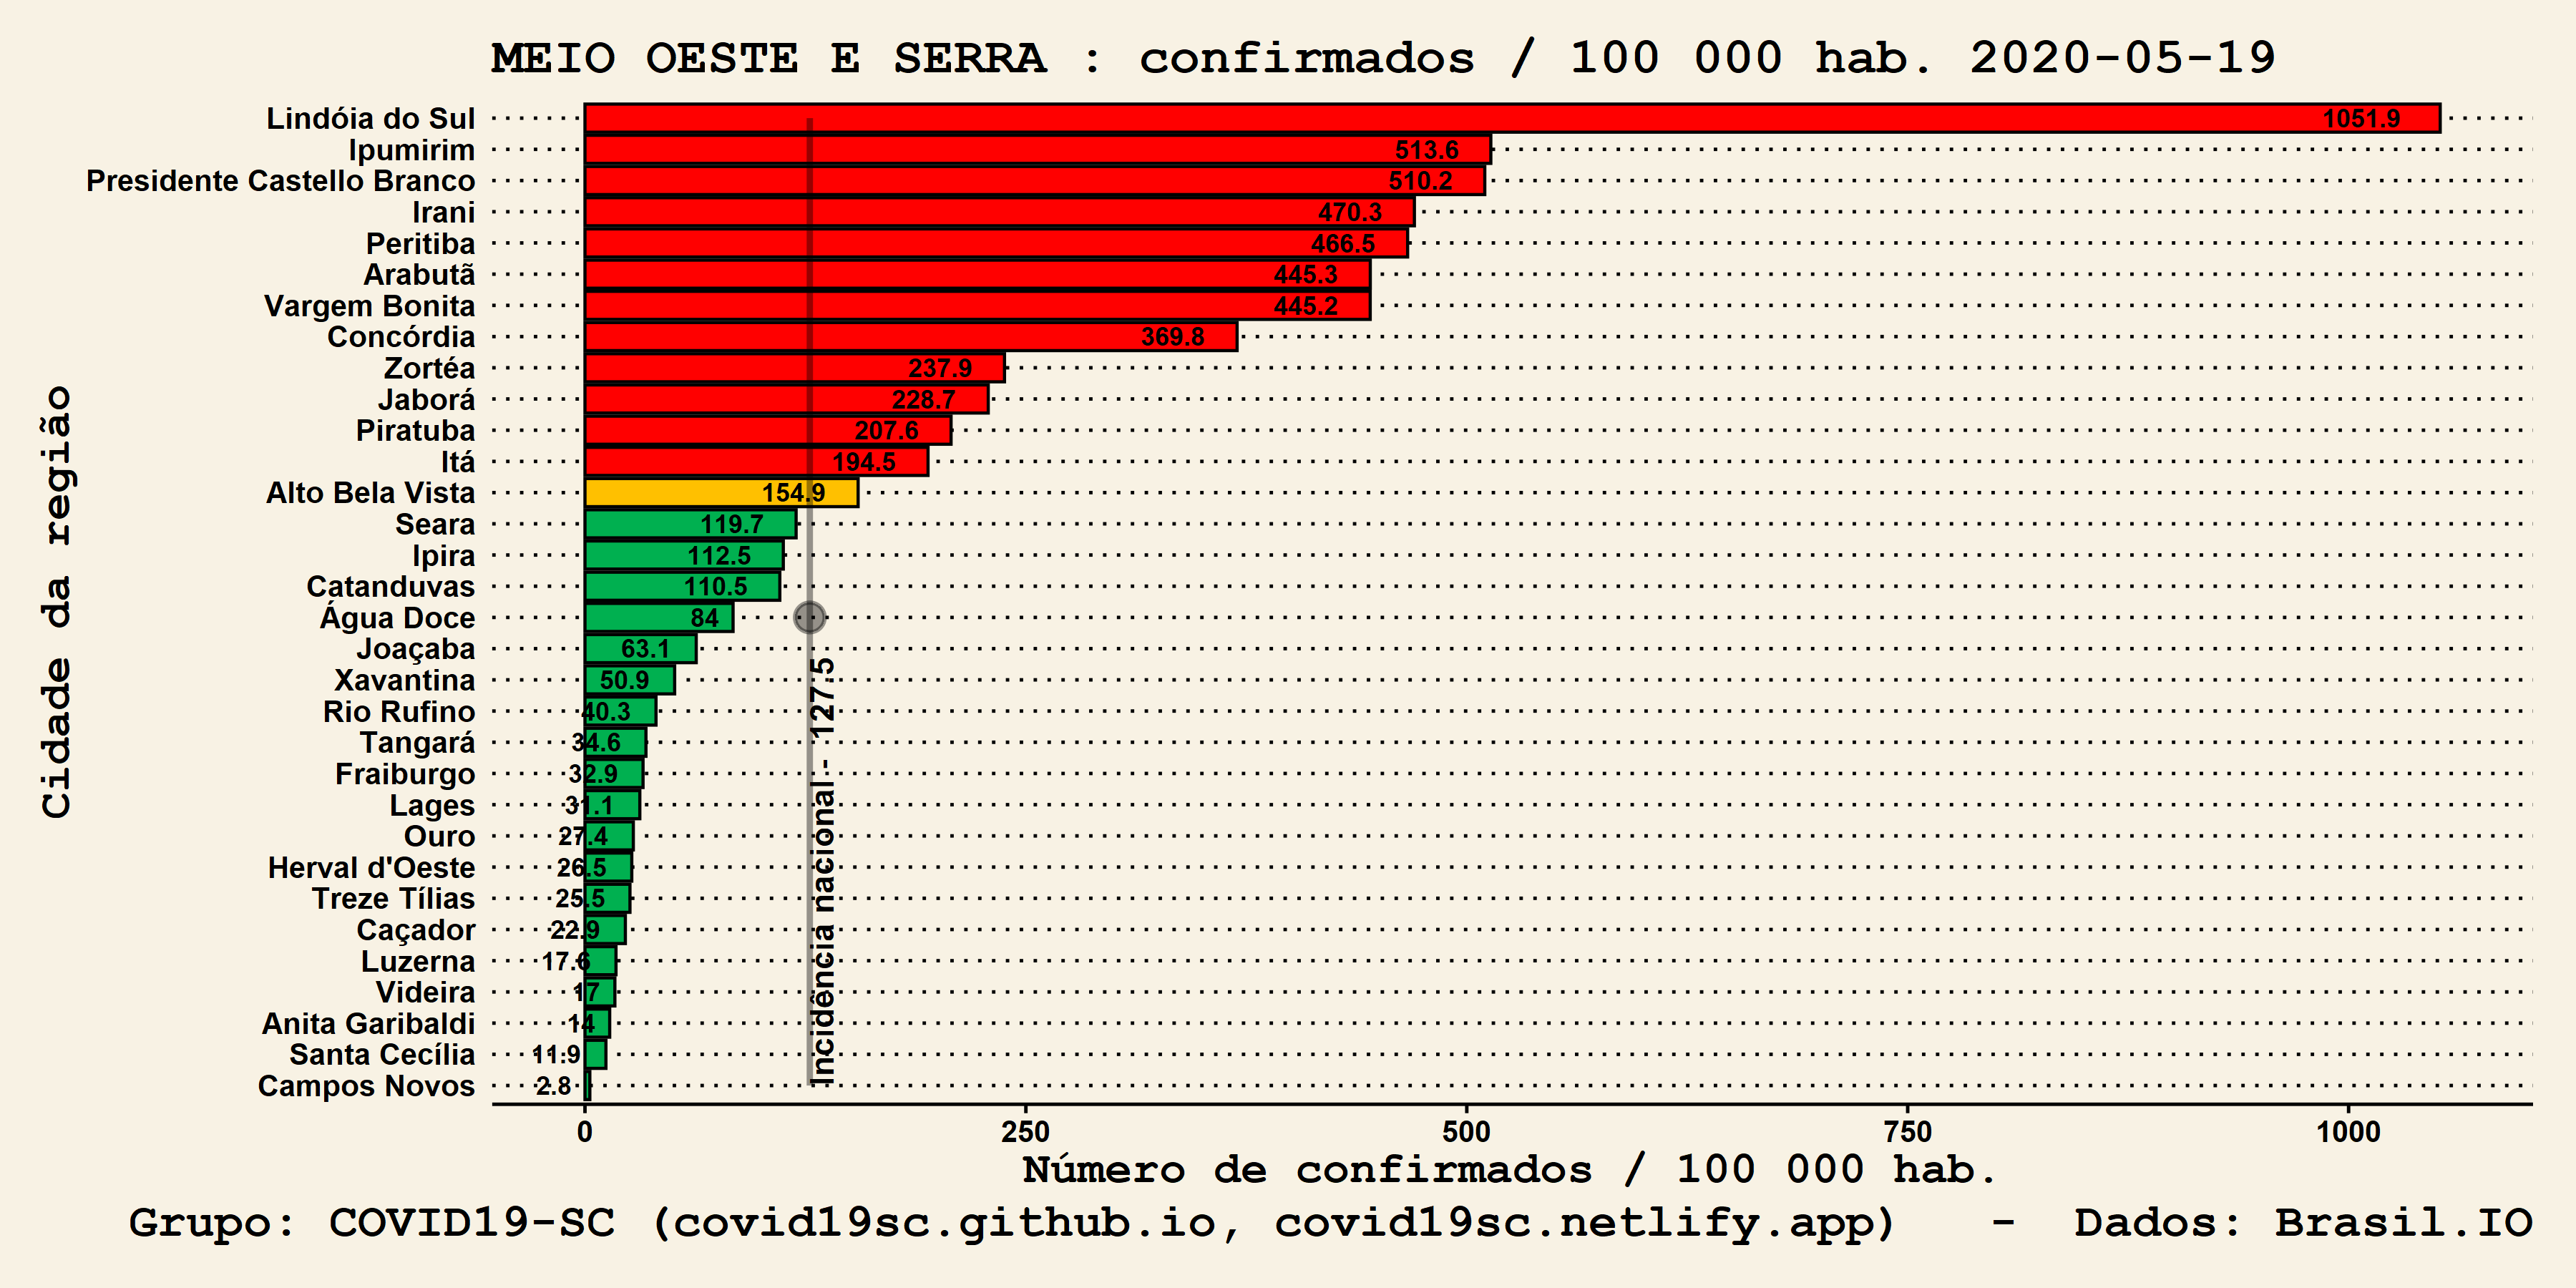 MEIO OESTE E SERRA : confirmados / 100 000 hab. 2020-05-19
Cidade da região
Lindóia do Sul 1051.9
Ipumirim 513.6
Presidente Castello Branco 510.2
Irani 470.3
Peritiba 466.5
Arabutã 445.3
Vargem Bonita 445.2
Concórdia 369.8
Zortéa 237.9
Jaborá 228.7
Piratuba 207.6
Itá 194.5
Alto Bela Vista 154.9
Seara 119.7
Ipira 112.5
Catanduvas 110.5
Água Doce 84
Joaçaba 63.1
Xavantina 50.9
Rio Rufino 40.3
Tangará 34.6
Fraiburgo 32.9
Lages 31.1
Ouro 27.4
Herval d'Oeste 26.5
Treze Tílias 25.5
Caçador 22.9
Luzerna 17.6
Videira 17
Anita Garibaldi 14
Santa Cecília 11.9
Campos Novos 2.8
Incidência nacional - 127.5
0 250 500 750 1000
Número de confirmados / 100 000 hab.
Grupo: COVID19-SC (covid19sc.github.io, covid19sc.netlify.app) - Dados: Brasil.IO